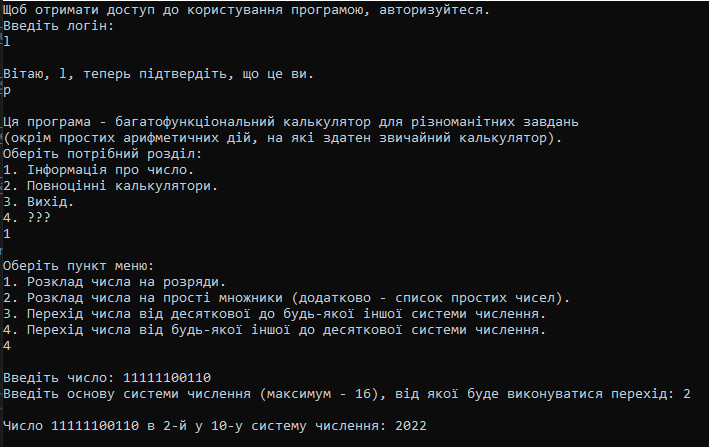 Щоб отримати доступ до користування програмою, авторизуйтеся.
Введіть логін:
l
Вітаю, l, теперь підтвердіть, що це ви.
p
Ця програма - багатофункціональний калькулятор для різноманітних завдань
(окрім простих арифметичних дій, на які здатен звичайний калькулятор).
Оберіть потрібний розділ:
1. Інформація про число.
2. Повноцінні калькулятори.
3. Вихід.
4. ???
1
Оберіть пункт меню:
1. Розклад числа на розряди.
2. Розклад числа на прості множники (додатково - список простих чисел).
3. Перехід числа від десяткової до будь-якої іншої системи числення.
4. Перехід числа від будь-якої іншої до десяткової системи числення.
4
Введіть число: 11111100110
Введіть основу системи числення (максимум - 16), від якої буде виконуватися перехід: 2
Число 11111100110 в 2-й у 10-у систему числення: 2022